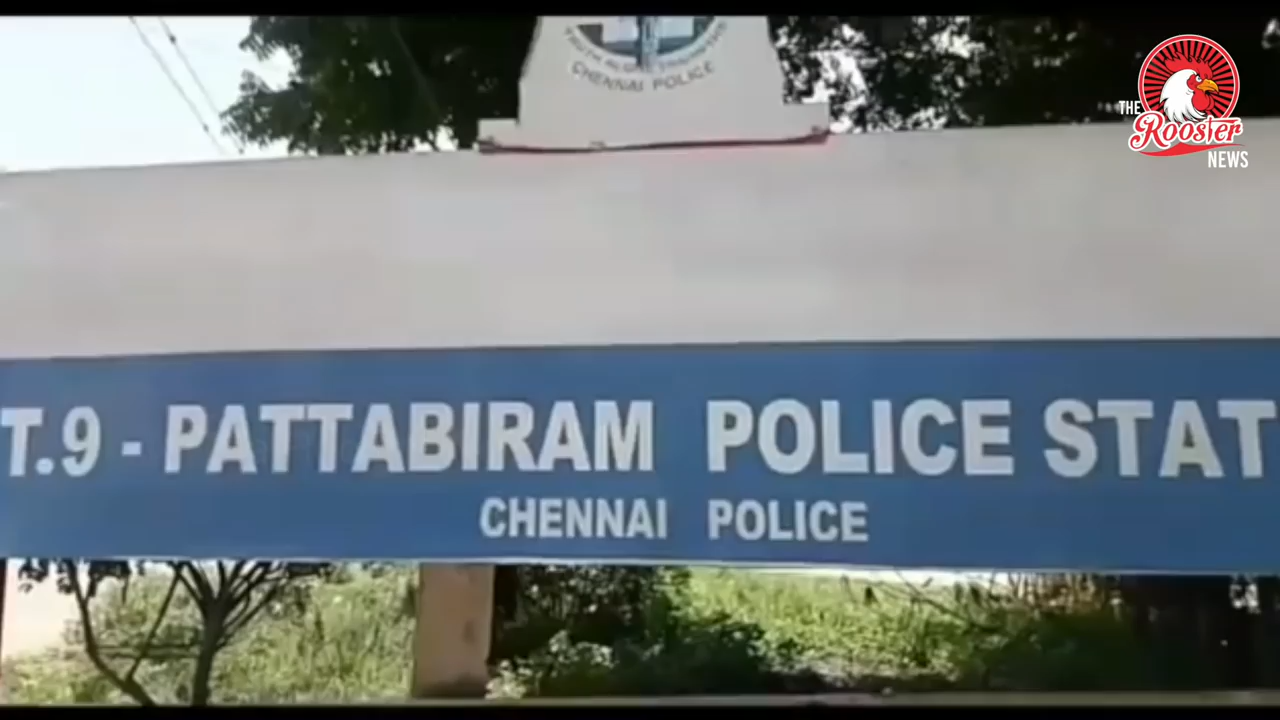 CHENNAI POLICE
THE
Rooster
NEWS
T.9 - PATTABIRAM POLICE STAT
CHENNAI POLICE